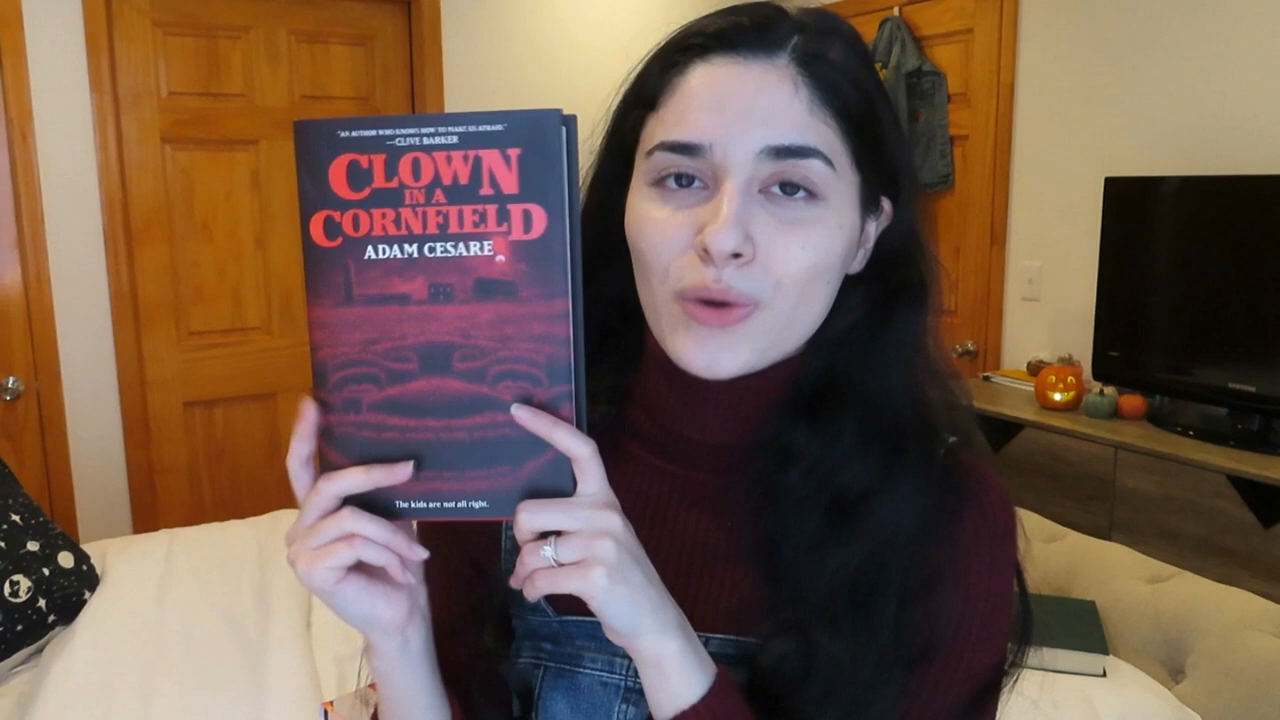 "AN AUTHOR WHO KNOWS HOW TO MAKE US AFRAID."
—CLIVE BARKER
CLOWN
IN A
CORNFIELD
ADAM CESARE
The kids are not all right.